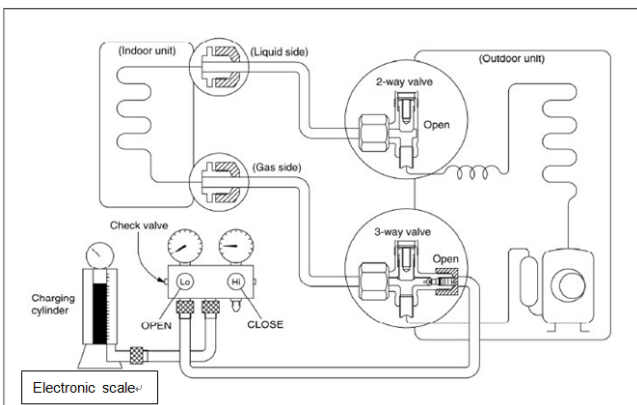 (Indoor unit)
(Liquid side)
2-way valve
(Outdoor unit)
Open
(Gas side)
3-way valve
Open
Check valve
Lo
Hi
Charging
cylinder
OPEN
CLOSE
Electronic scale↵